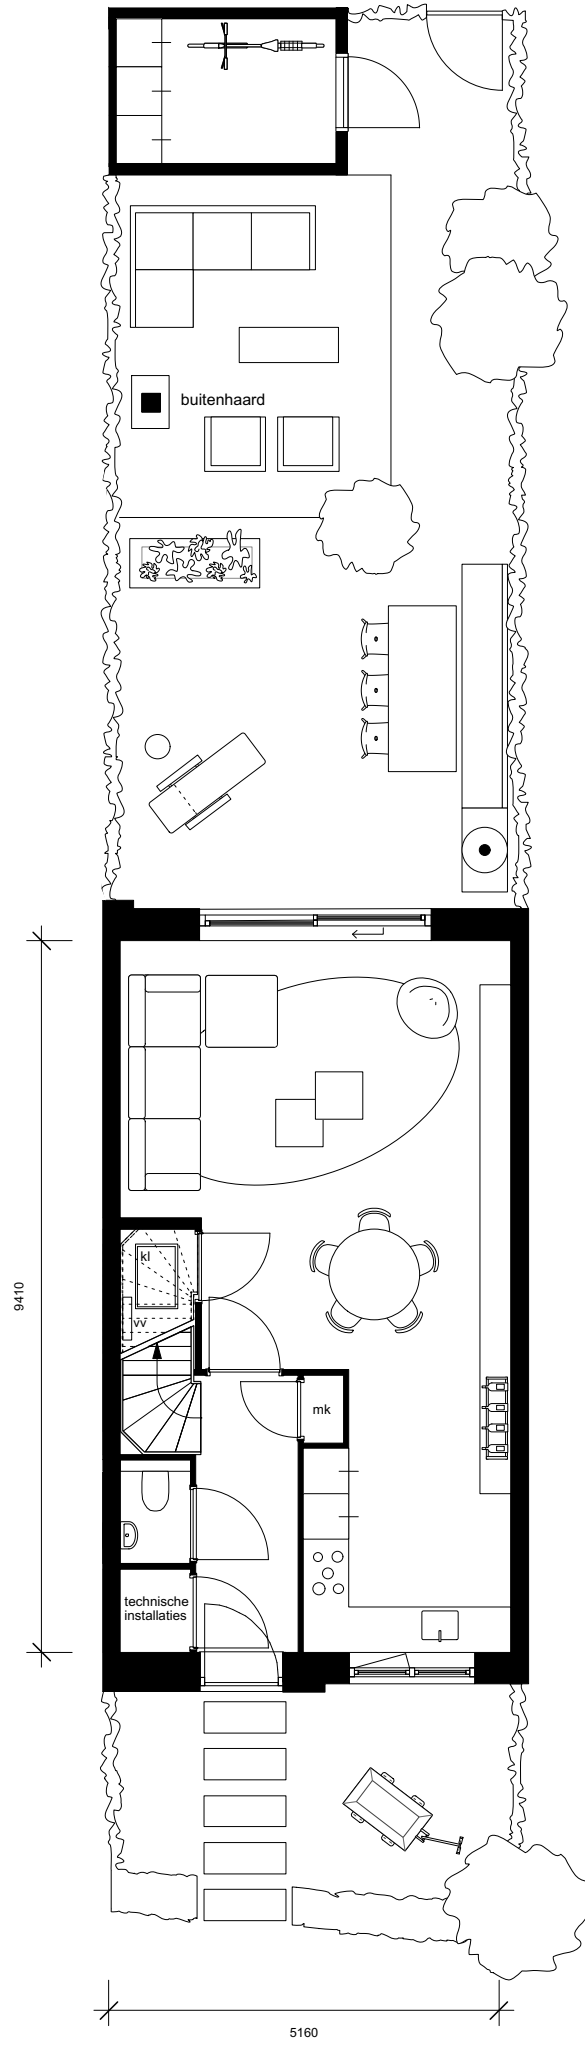 buitenhaard
kl
vv
9410
mk
technische
installaties
5160